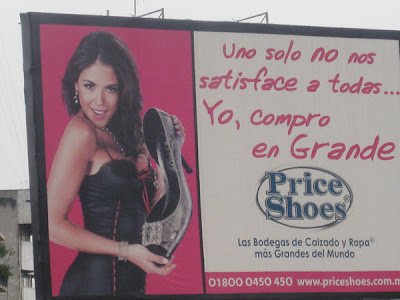 Uno solo no nos
satisface a todas...
Yo, compro
en Grande
Price
Shoes®
Las Bodegas de Calzado y Ropa®
más Grandes del Mundo
01800 0450 450 www.priceshoes.com